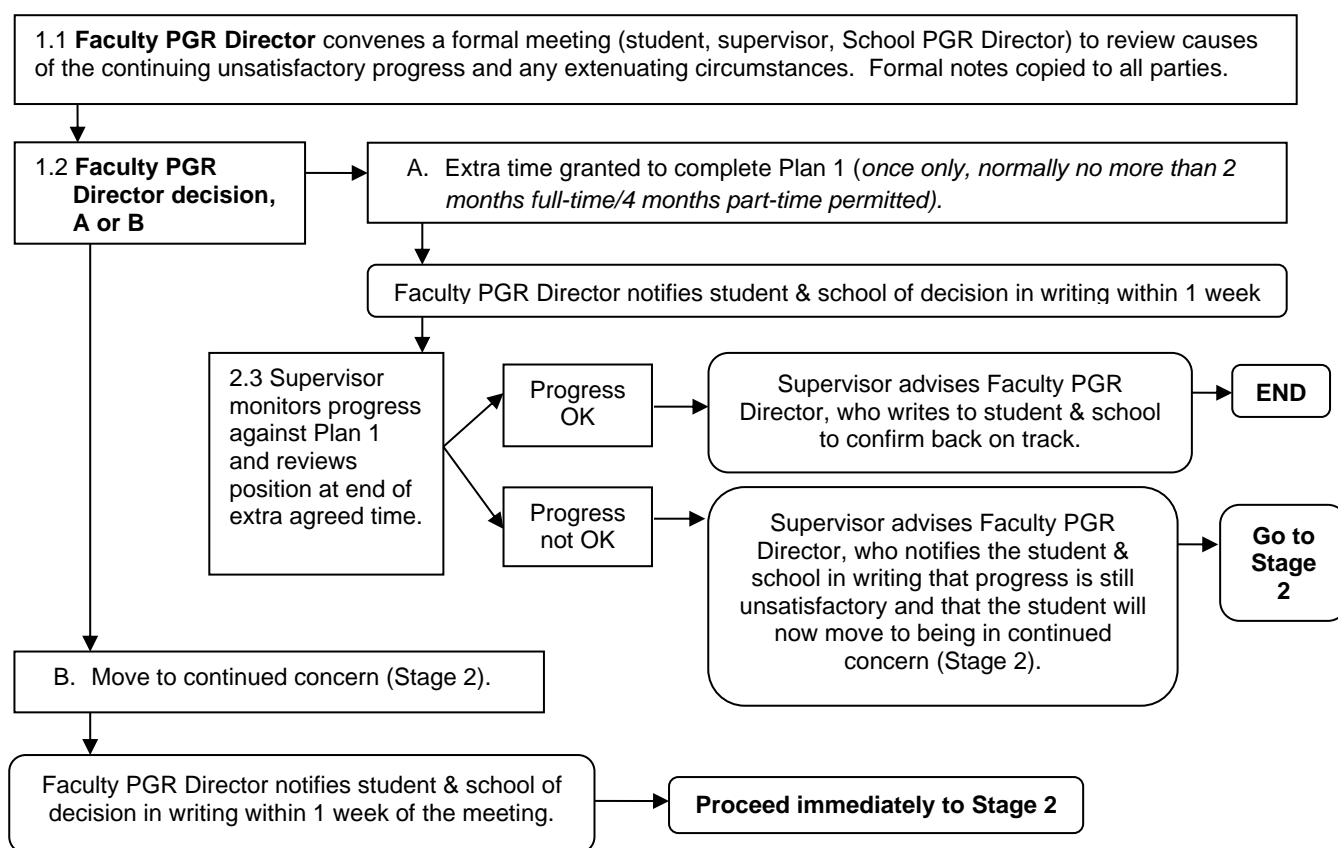 1.1 Faculty PGR Director convenes a formal meeting (student, supervisor, School PGR Director) to review causes
of the continuing unsatisfactory progress and any extenuating circumstances.  Formal notes copied to all parties.
1.2 Faculty PGR
Director decision,
A or B
A. Extra time granted to complete Plan 1 (once only, normally no more than 2
months full-time/4 months part-time permitted).
Faculty PGR Director notifies student & school of decision in writing within 1 week
2.3 Supervisor
monitors progress
against Plan 1
and reviews
position at end of
extra agreed time.
Progress
OK
Supervisor advises Faculty PGR
Director, who writes to student & school
to confirm back on track.
END
Progress
not OK
Supervisor advises Faculty PGR
Director, who notifies the student &
school in writing that progress is still
unsatisfactory and that the student will
now move to being in continued
concern (Stage 2).
Go to
Stage
2
B. Move to continued concern (Stage 2).
Faculty PGR Director notifies student & school of
decision in writing within 1 week of the meeting.
Proceed immediately to Stage 2